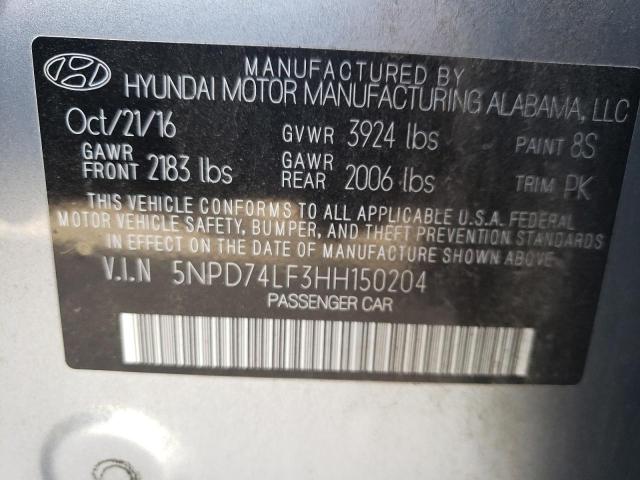 MANUFACTURED BY
HYUNDAI MOTOR MANUFACTURING ALABAMA, LLC
Oct/21/16 GVWR 3924 lbs PAINT 8S
GAWR FRONT 2183 lbs GAWR REAR 2006 lbs TRIM PK
THIS VEHICLE CONFORMS TO ALL APPLICABLE U.S.A. FEDERAL
MOTOR VEHICLE SAFETY, BUMPER, AND THEFT PREVENTION STANDARDS
IN EFFECT ON THE DATE OF MANUFACTURE SHOWN ABOVE.
V.I.N 5NPD74LF3HH150204
PASSENGER CAR